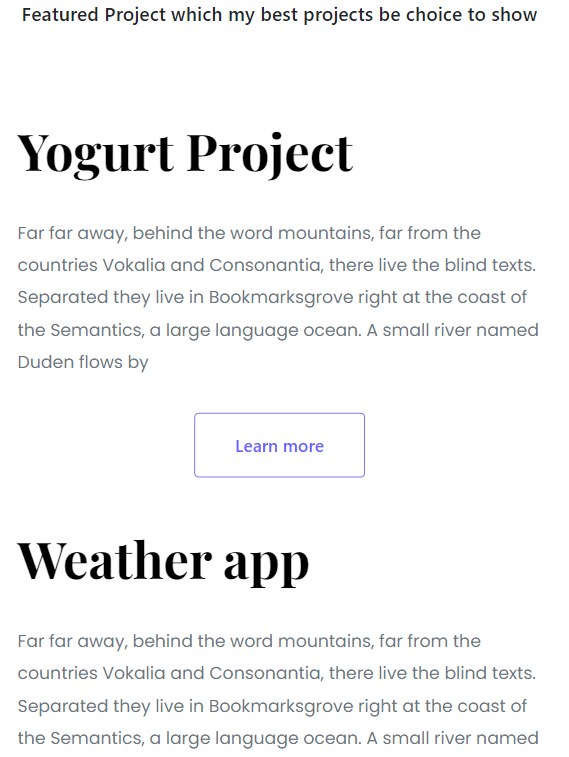 Featured Project which my best projects be choice to show
Yogurt Project
Far far away, behind the word mountains, far from the
countries Vokalia and Consonantia, there live the blind texts.
Separated they live in Bookmarksgrove right at the coast of
the Semantics, a large language ocean. A small river named
Duden flows by
Learn more
Weather app
Far far away, behind the word mountains, far from the
countries Vokalia and Consonantia, there live the blind texts.
Separated they live in Bookmarksgrove right at the coast of
the Semantics, a large language ocean. A small river named